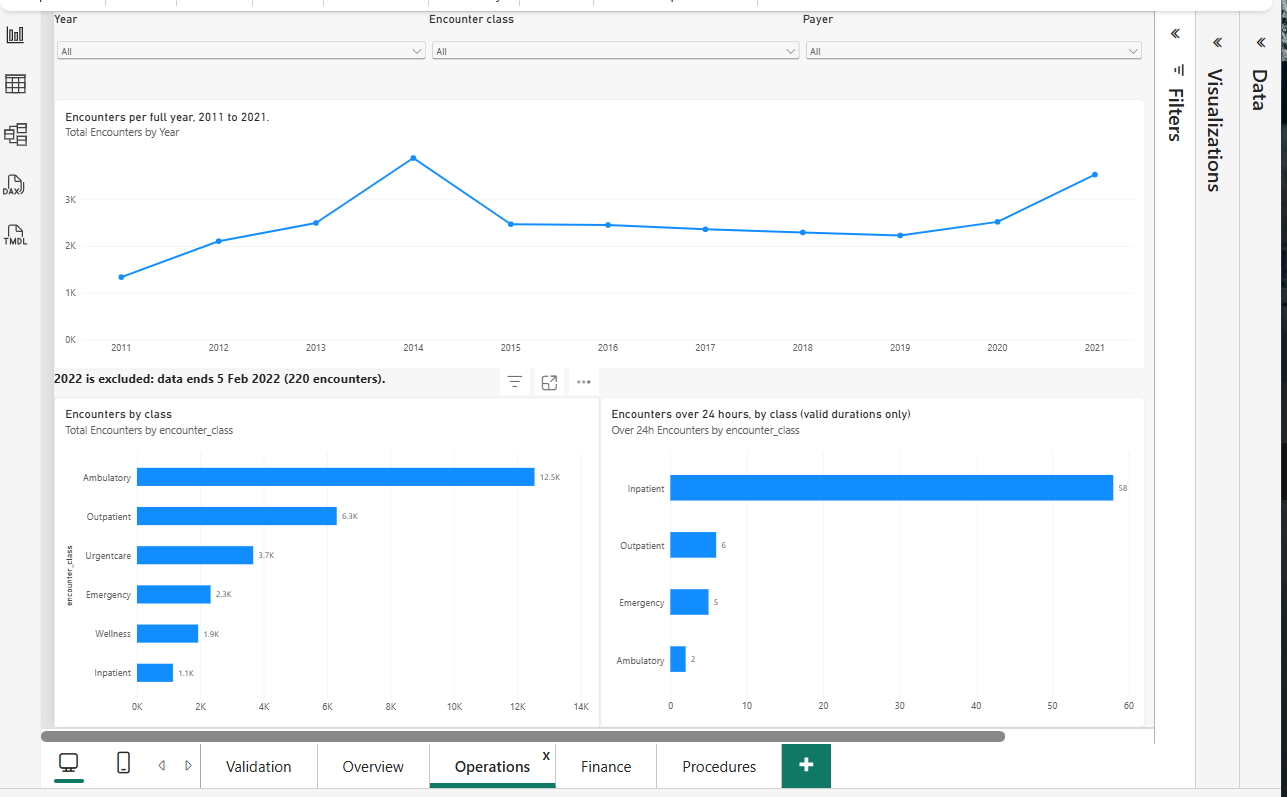 Year Encounter class Payer
All All All
Filters
Visualizations
Data
DAX
TMDL
Encounters per full year, 2011 to 2021.
Total Encounters by Year
3K
2K
1K
0K
2011 2012 2013 2014 2015 2016 2017 2018 2019 2020 2021
2022 is excluded: data ends 5 Feb 2022 (220 encounters).
Encounters by class
Total Encounters by encounter_class
encounter_class
Ambulatory 12.5K
Outpatient 6.3K
Urgentcare 3.7K
Emergency 2.3K
Wellness 1.9K
Inpatient 1.1K
0K 2K 4K 6K 8K 10K 12K 14K
Encounters over 24 hours, by class (valid durations only)
Over 24h Encounters by encounter_class
Inpatient 58
Outpatient 6
Emergency 5
Ambulatory 2
0 10 20 30 40 50 60
Validation Overview Operations X Finance Procedures +